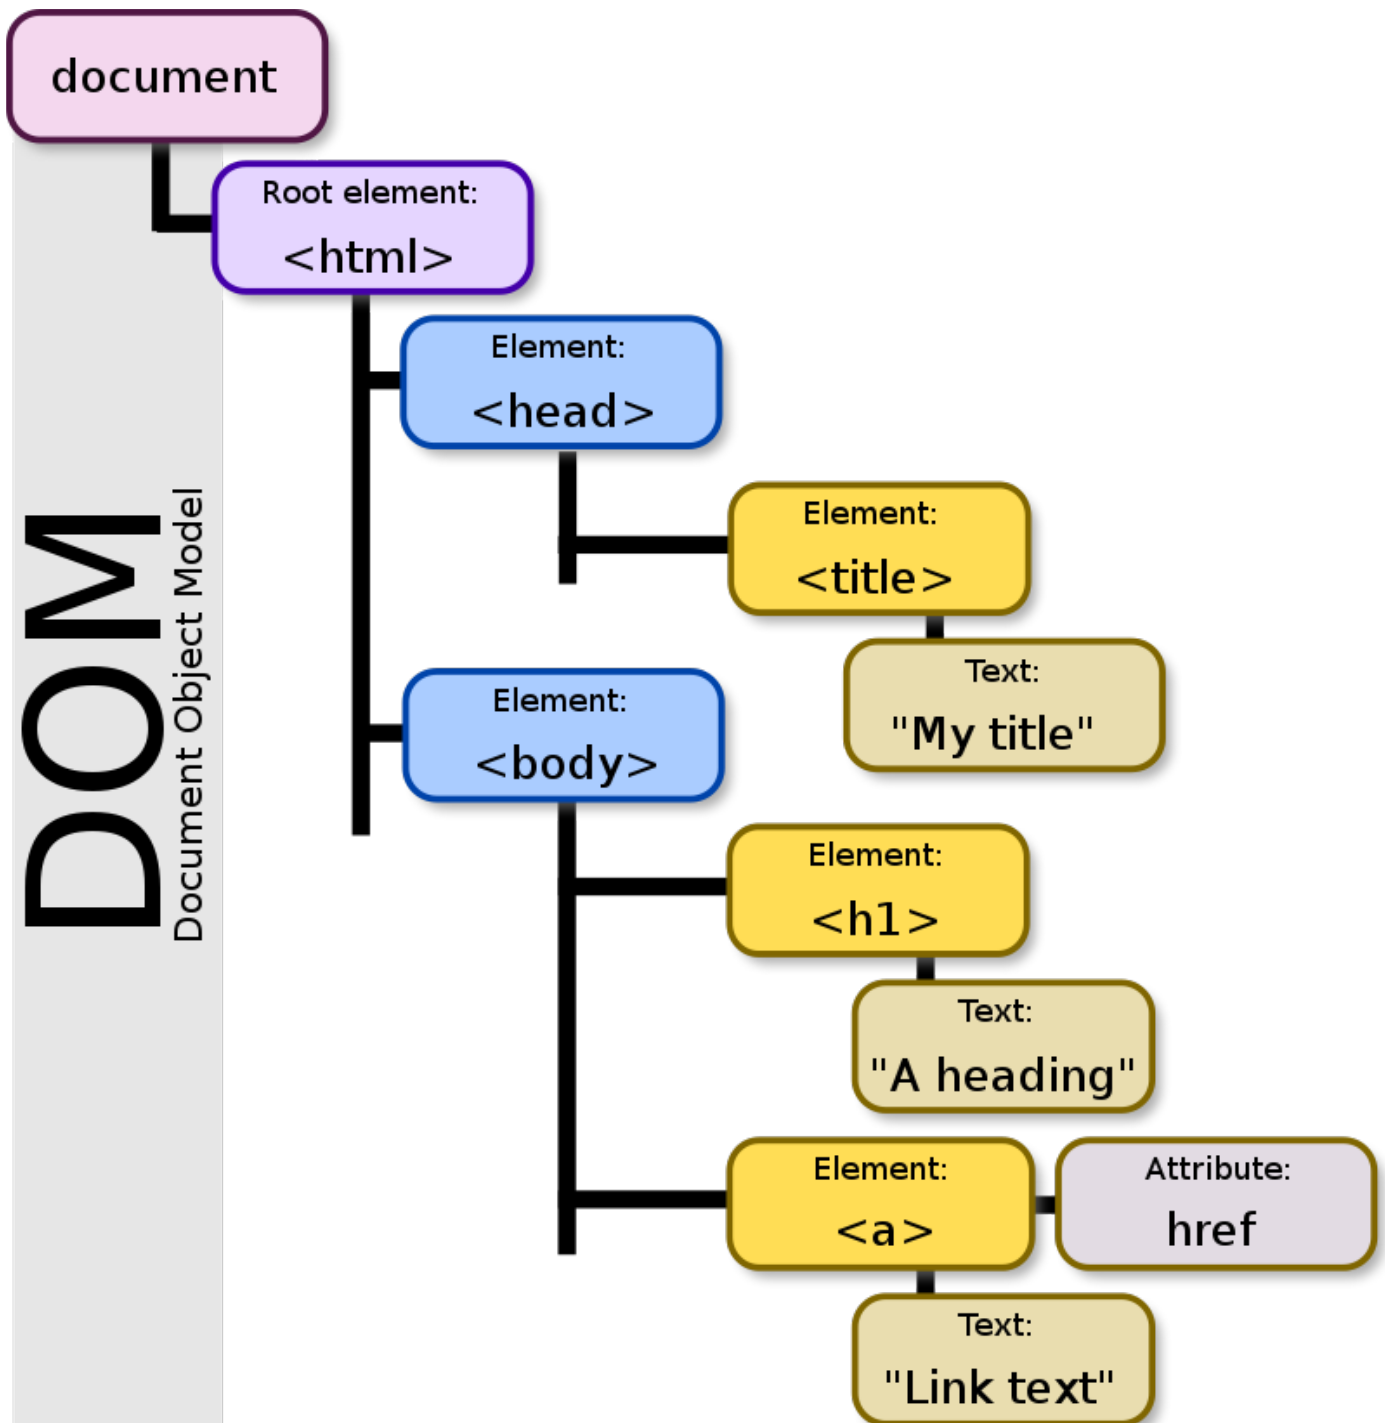 document
Root element:
<html>
Element:
<head>
Element:
<title>
Text:
"My title"
Element:
<body>
Element:
<h1>
Text:
"A heading"
Element:
<a>
Attribute:
href
Text:
"Link text"
DOM
Document Object Model